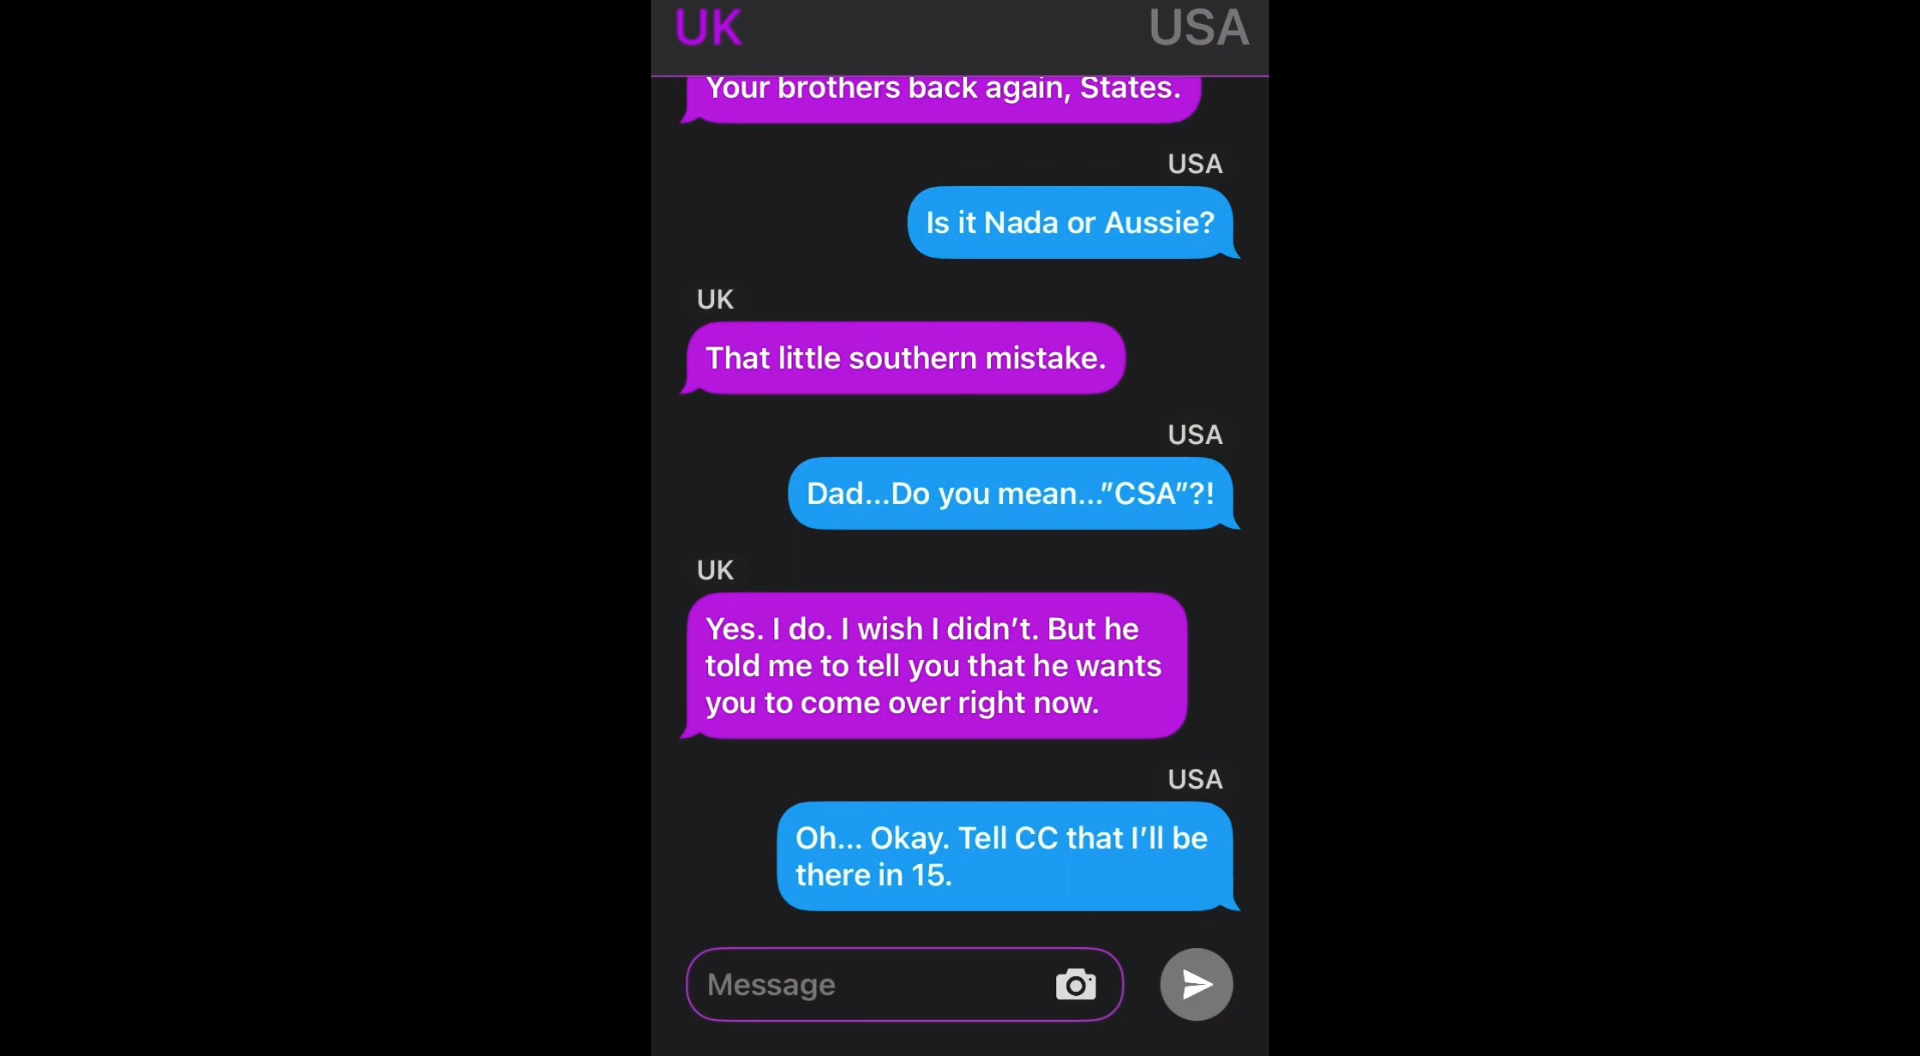 UK
USA
Your brothers back again, States.
USA
Is it Nada or Aussie?
UK
That little southern mistake.
USA
Dad...Do you mean...”CSA”?!
UK
Yes. I do. I wish I didn’t. But he
told me to tell you that he wants
you to come over right now.
USA
Oh... Okay. Tell CC that I’ll be
there in 15.
Message